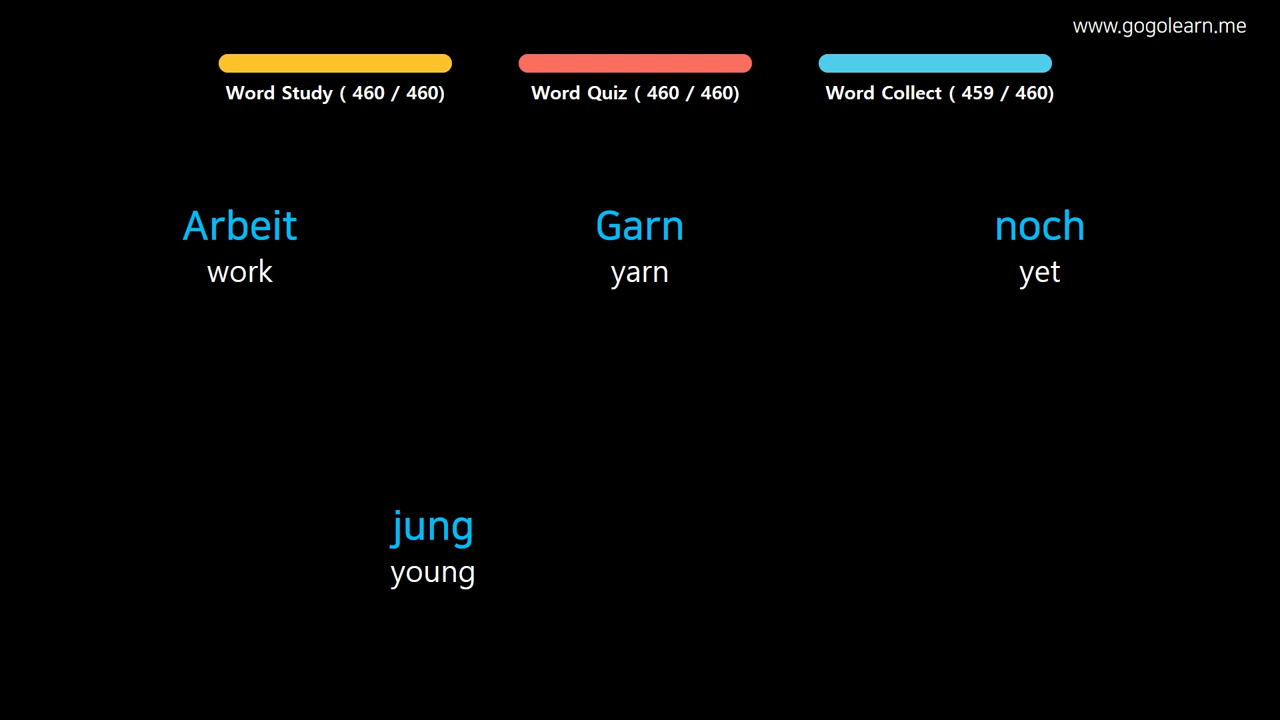 www.gogolearn.me
Word Study ( 460 / 460)
Word Quiz ( 460 / 460)
Word Collect ( 459 / 460)
Arbeit
work
Garn
yarn
noch
yet
jung
young